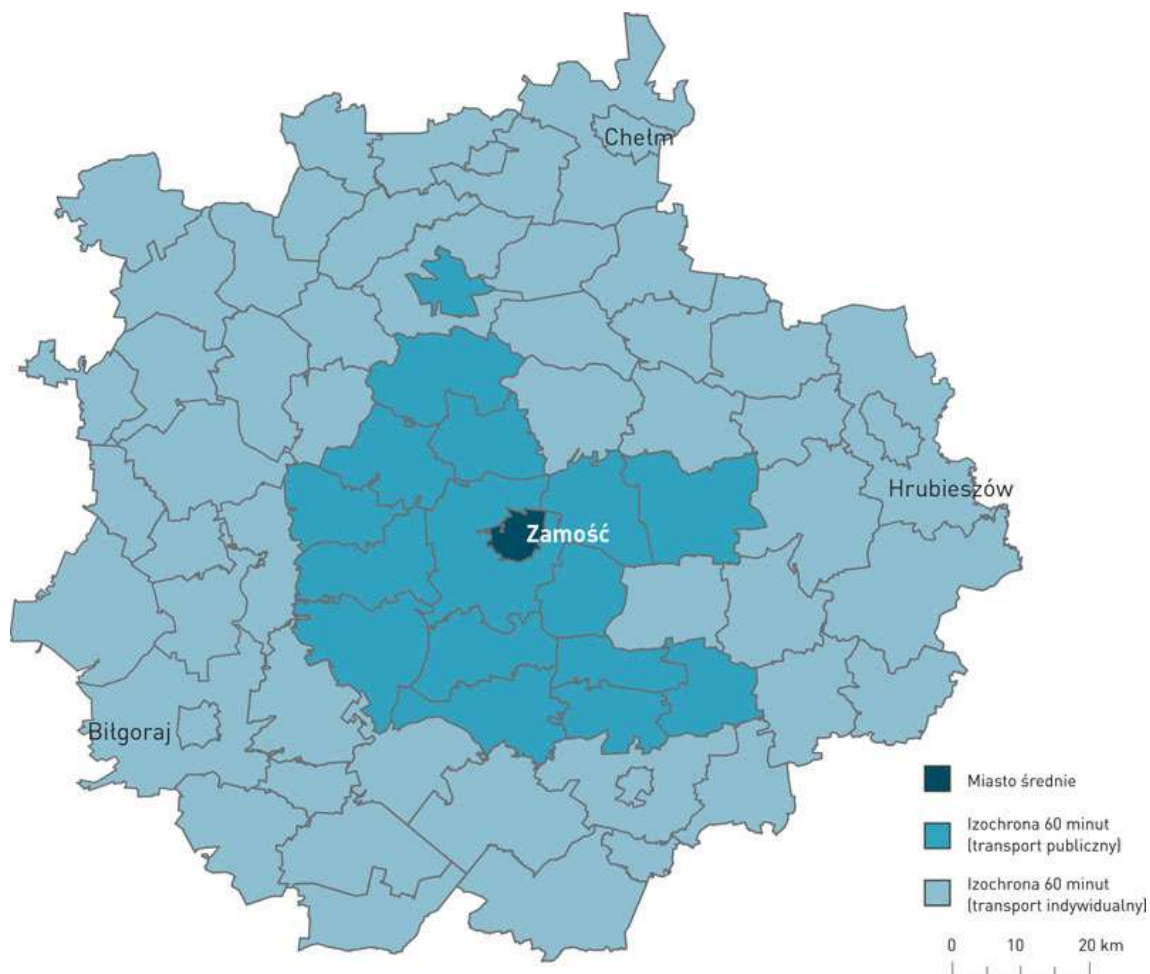 Chełm
Hrubieszów
Zamość
Biłgoraj
Miasto średnie
Izochrona 60 minut
(transport publiczny)
Izochrona 60 minut
(transport indywidualny)
0 10 20 km